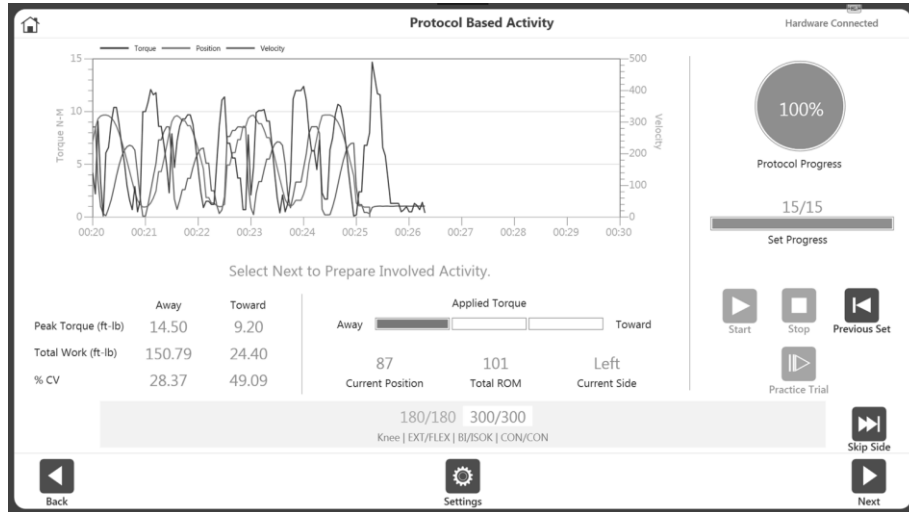 Protocol Based Activity
Hardware Connected
Torque Position Velocity
15
10
5
0
Torque N-M
500
400
300
200
100
0
Velocity
00:20 00:21 00:22 00:23 00:24 00:25 00:26 00:27 00:28 00:29 00:30
100%
Protocol Progress
15/15
Set Progress
Select Next to Prepare Involved Activity.
Away Toward
Peak Torque (ft-lb) 14.50 9.20
Total Work (ft-lb) 150.79 24.40
% CV 28.37 49.09
Applied Torque
Away Toward
87 101 Left
Current Position Total ROM Current Side
Start Stop Previous Set
Practice Trial
180/180 300/300
Knee | EXT/FLEX | BI/ISOK | CON/CON
Skip Side
Back Settings Next